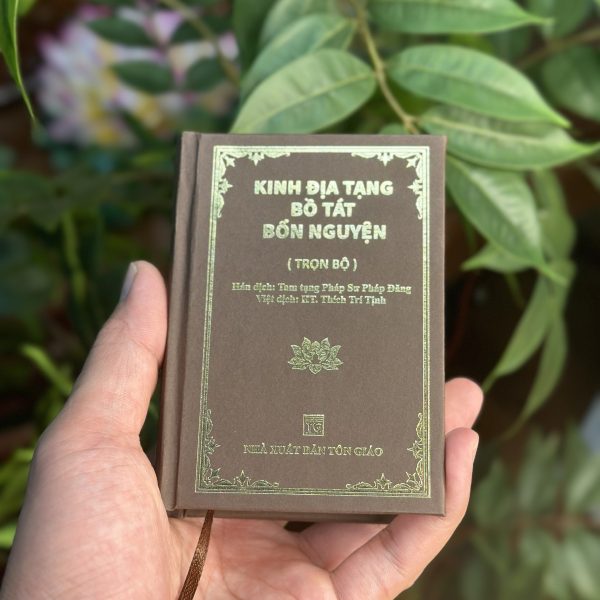 KINH ĐỊA TẠNG
BỒ TÁT
BỔN NGUYỆN
( TRỌN BỘ )
Hán dịch: Tam tạng Pháp Sư Pháp Đăng
Việt dịch: HT. Thích Trí Tịnh
TG
NHÀ XUẤT BẢN TÔN GIÁO